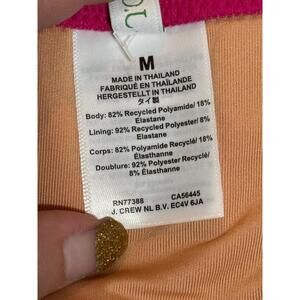 M
MADE IN THAILAND
FABRIQUÉ EN THAÏLANDE
HERGESTELLT IN THAILAND
タイ製
Body: 82% Recycled Polyamide/ 18%
Elastane
Lining: 92% Recycled Polyester/ 8%
Elastane
Corps: 82% Polyamide Recyclé/ 18%
Élasthanne
Doublure: 92% Polyester Recyclé/
8% Élasthanne
RN77388 CA56445
J. CREW NL B.V. EC4V 6JA